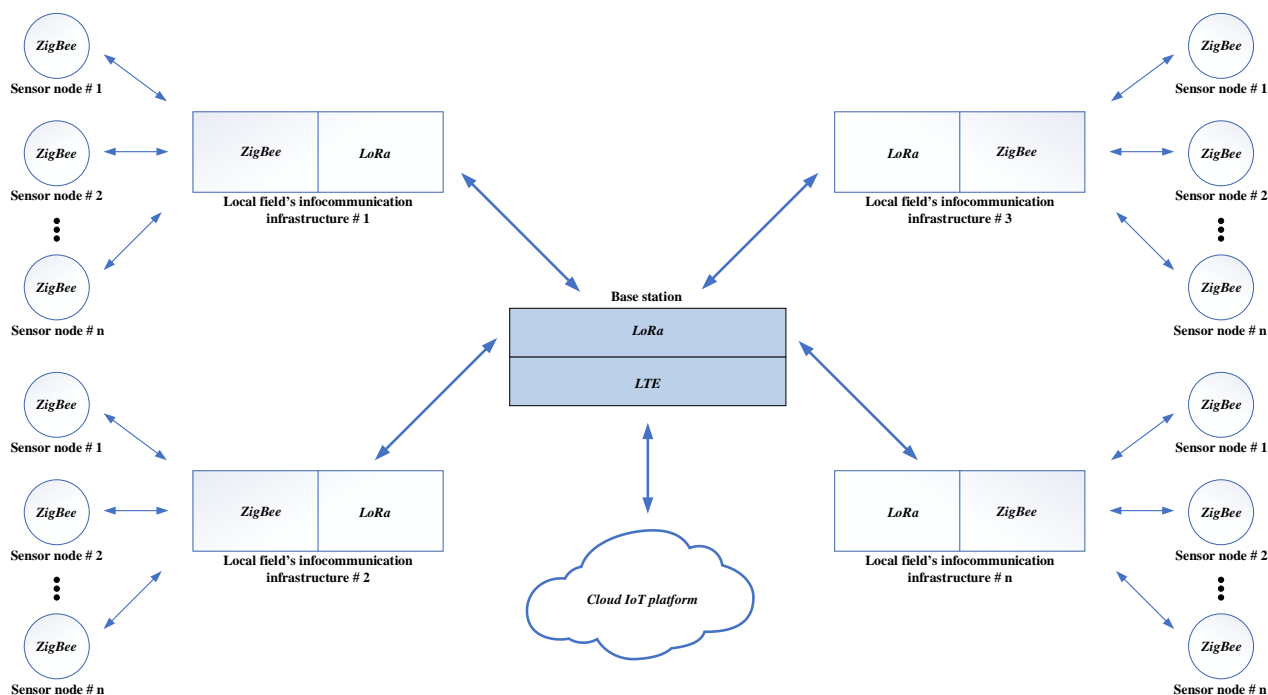 ZigBee
Sensor node # 1
ZigBee
Sensor node # 2
ZigBee
Sensor node # n
ZigBee
LoRa
Local field's infocommunication
infrastructure # 1
LoRa
ZigBee
Local field's infocommunication
infrastructure # 3
ZigBee
Sensor node # 1
ZigBee
Sensor node # 2
ZigBee
Sensor node # n
Base station
LoRa
LTE
ZigBee
Sensor node # 1
ZigBee
Sensor node # 2
ZigBee
Sensor node # n
ZigBee
LoRa
Local field's infocommunication
infrastructure # 2
Cloud IoT platform
LoRa
ZigBee
Local field's infocommunication
infrastructure # n
ZigBee
Sensor node # 1
ZigBee
Sensor node # 2
ZigBee
Sensor node # n